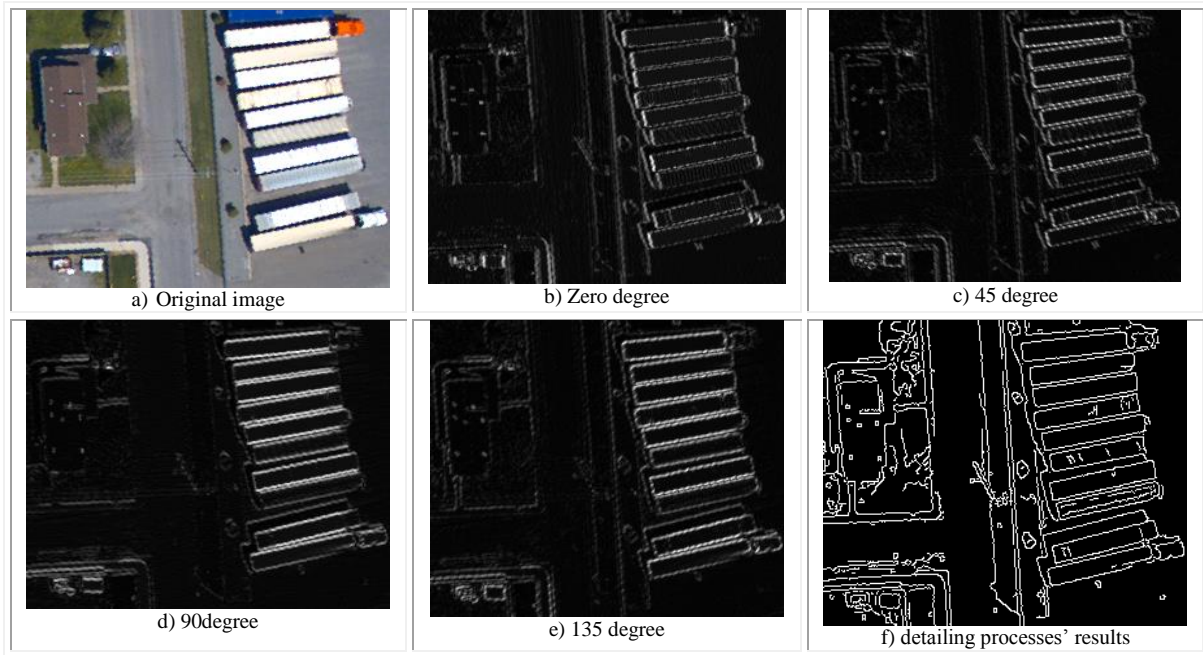 a) Original image
b) Zero degree
c) 45 degree
d) 90degree
e) 135 degree
f) detailing processes' results